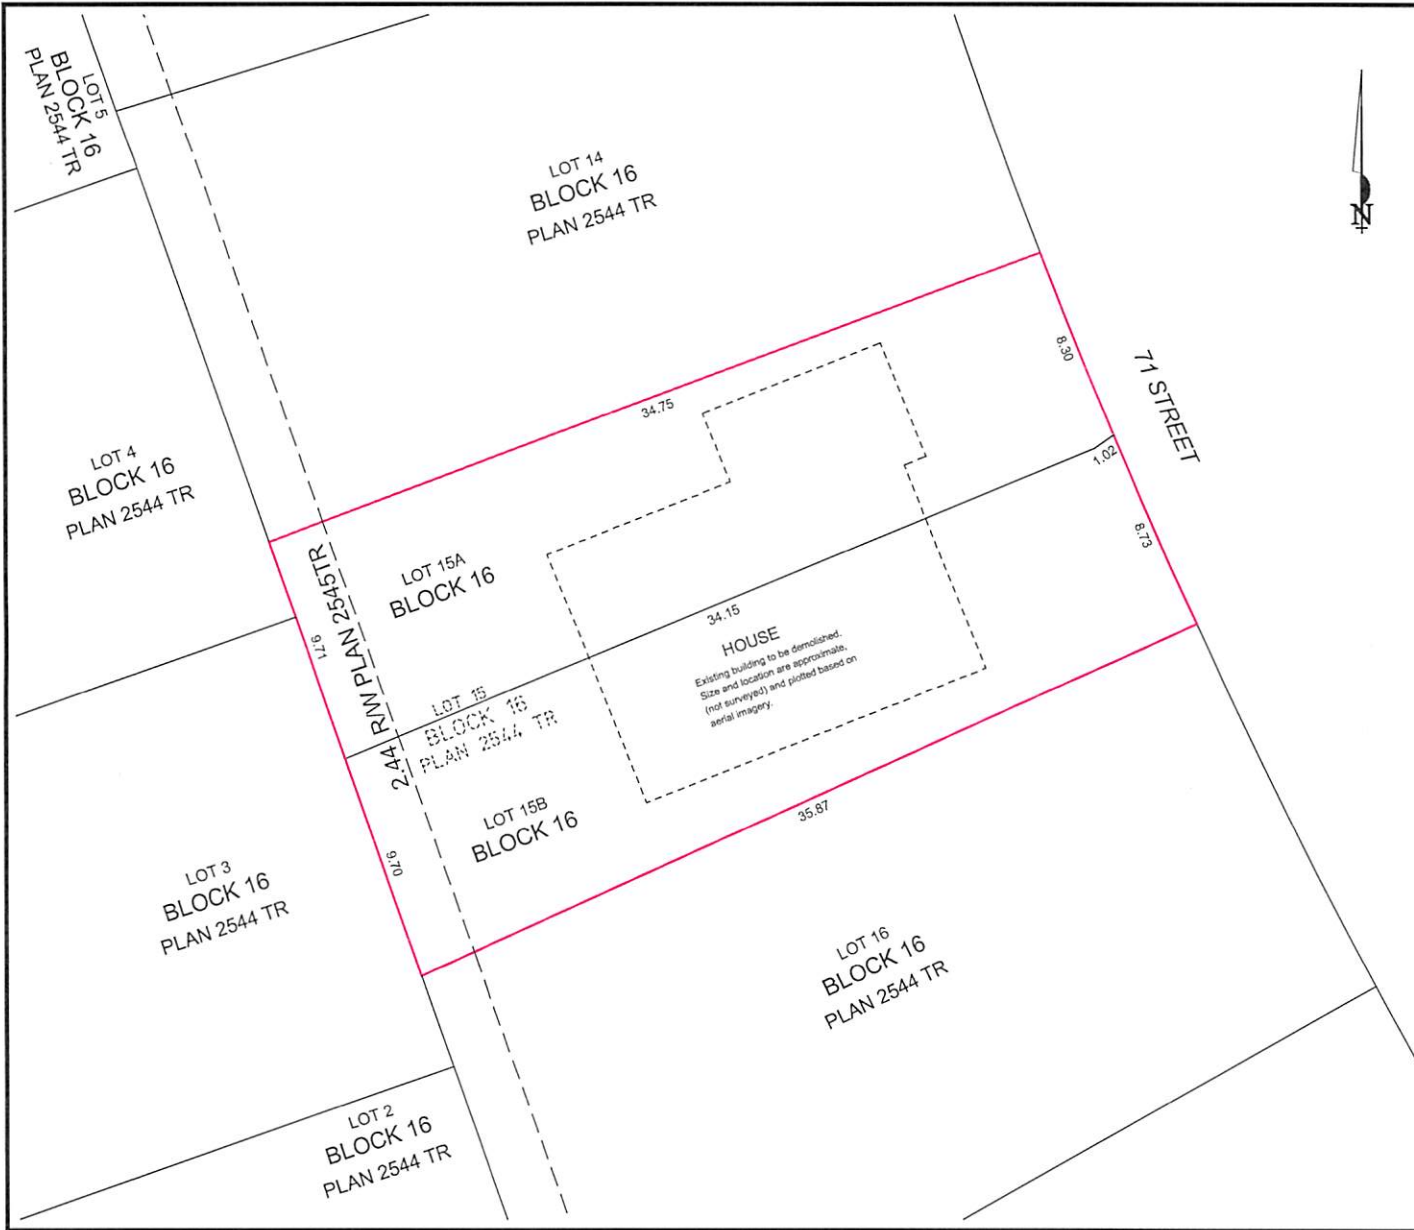 LOT 5
BLOCK 16
PLAN 2544 TR
LOT 14
BLOCK 16
PLAN 2544 TR
N
8.30
71 STREET
34.75
LOT 4
BLOCK 16
PLAN 2544 TR
1.02
8.73
LOT 15A
BLOCK 16
2.44 R/W PLAN 2545TR
9.71
34.15
HOUSE
Existing building to be demolished.
Size and location are approximate,
(not surveyed) and plotted based on
aerial imagery.
LOT 15
BLOCK 16
PLAN 2544 TR
LOT 15B
BLOCK 16
35.87
9.70
LOT 3
BLOCK 16
PLAN 2544 TR
LOT 16
BLOCK 16
PLAN 2544 TR
LOT 2
BLOCK 16
PLAN 2544 TR